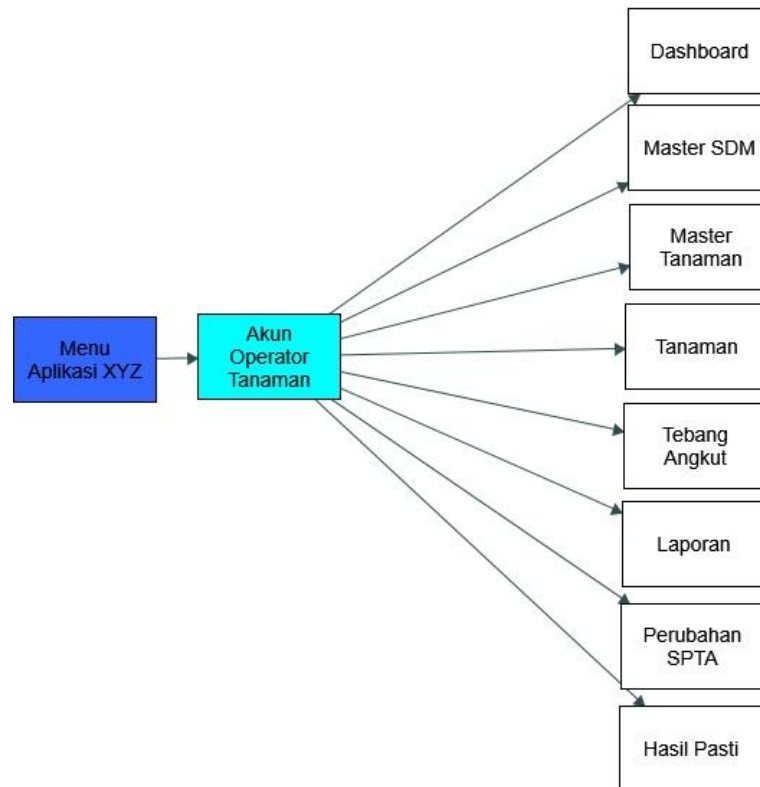 Menu
Aplikasi XYZ
Akun
Operator
Tanaman
Dashboard
Master SDM
Master
Tanaman
Tanaman
Tebang
Angkut
Laporan
Perubahan
SPTA
Hasil Pasti